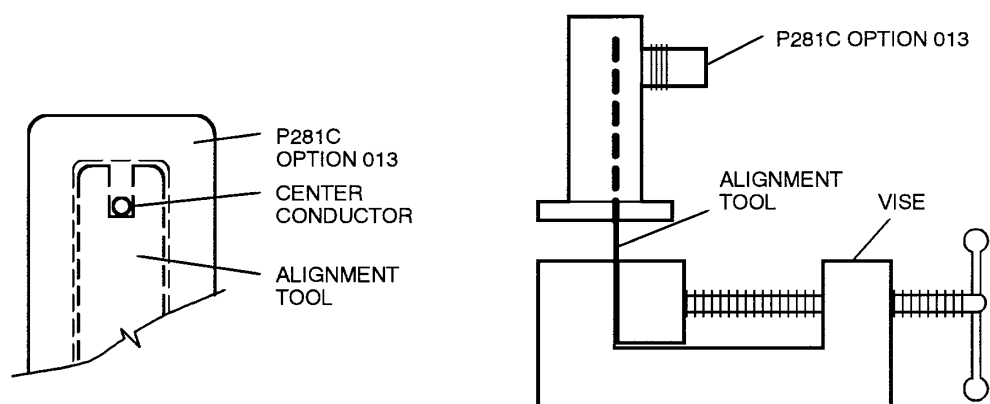 P281C
OPTION 013
CENTER
CONDUCTOR
ALIGNMENT
TOOL
P281C OPTION 013
ALIGNMENT
TOOL
VISE